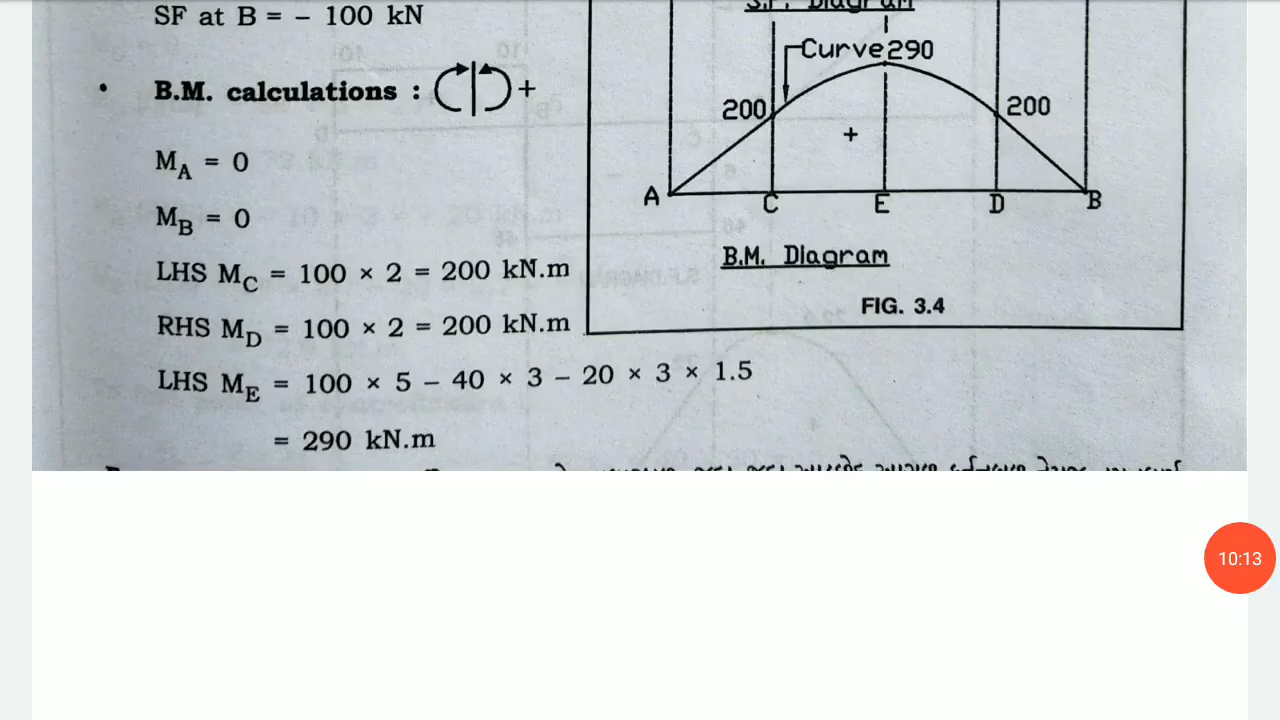 SF at B = – 100 kN
S.F. Diagram
• B.M. calculations : +
M_A = 0
M_B = 0
LHS M_C = 100 × 2 = 200 kN.m
RHS M_D = 100 × 2 = 200 kN.m
LHS M_E = 100 × 5 – 40 × 3 – 20 × 3 × 1.5
= 290 kN.m
Curve 290
200
200
+
A C E D B
B.M. Diagram
FIG. 3.4
10:13